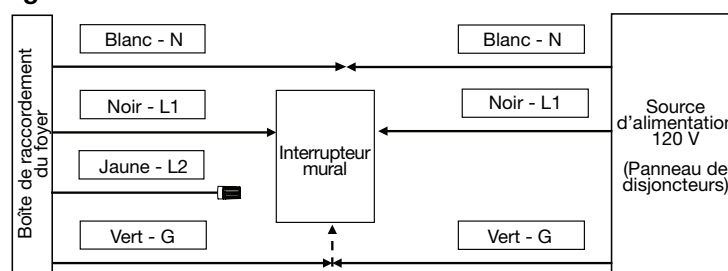 Blanc - N
Blanc - N
Boîte de raccordement
du foyer
Noir - L1
Noir - L1
Interrupteur
mural
Source
d'alimentation
120 V
(Panneau de
disjoncteurs)
Jaune - L2
Vert - G
Vert - G